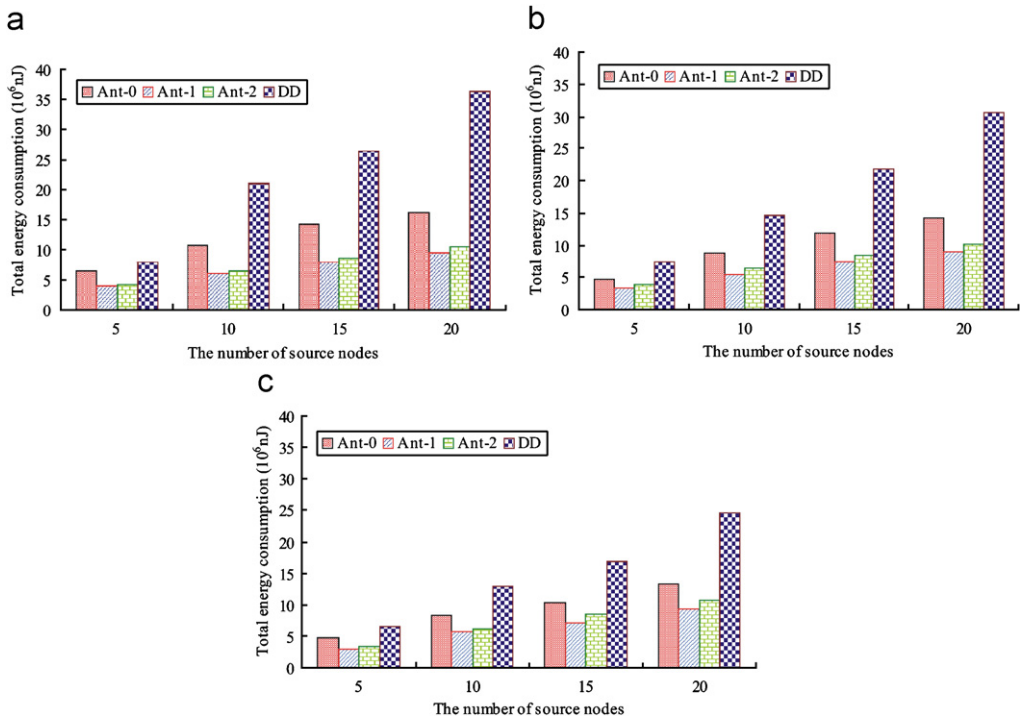 a
Total energy consumption (10⁶nJ)
40
35
30
25
20
15
10
5
0
Ant-0 Ant-1 Ant-2 DD
5 10 15 20
The number of source nodes
b
Total energy consumption (10⁶nJ)
40
35
30
25
20
15
10
5
0
Ant-0 Ant-1 Ant-2 DD
5 10 15 20
The number of source nodes
c
Total energy consumption (10⁶nJ)
40
35
30
25
20
15
10
5
0
Ant-0 Ant-1 Ant-2 DD
5 10 15 20
The number of source nodes